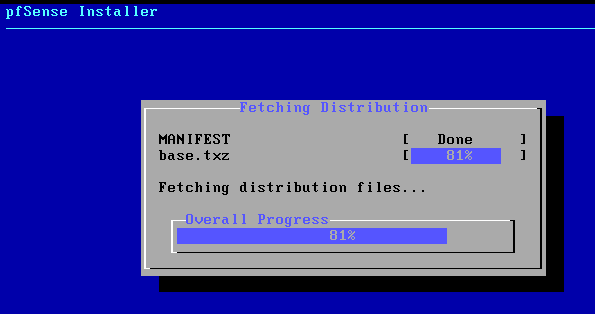 pfSense Installer
Fetching Distribution
MANIFEST [ Done ]
base.txz [ 81% ]
Fetching distribution files...
Overall Progress
81%